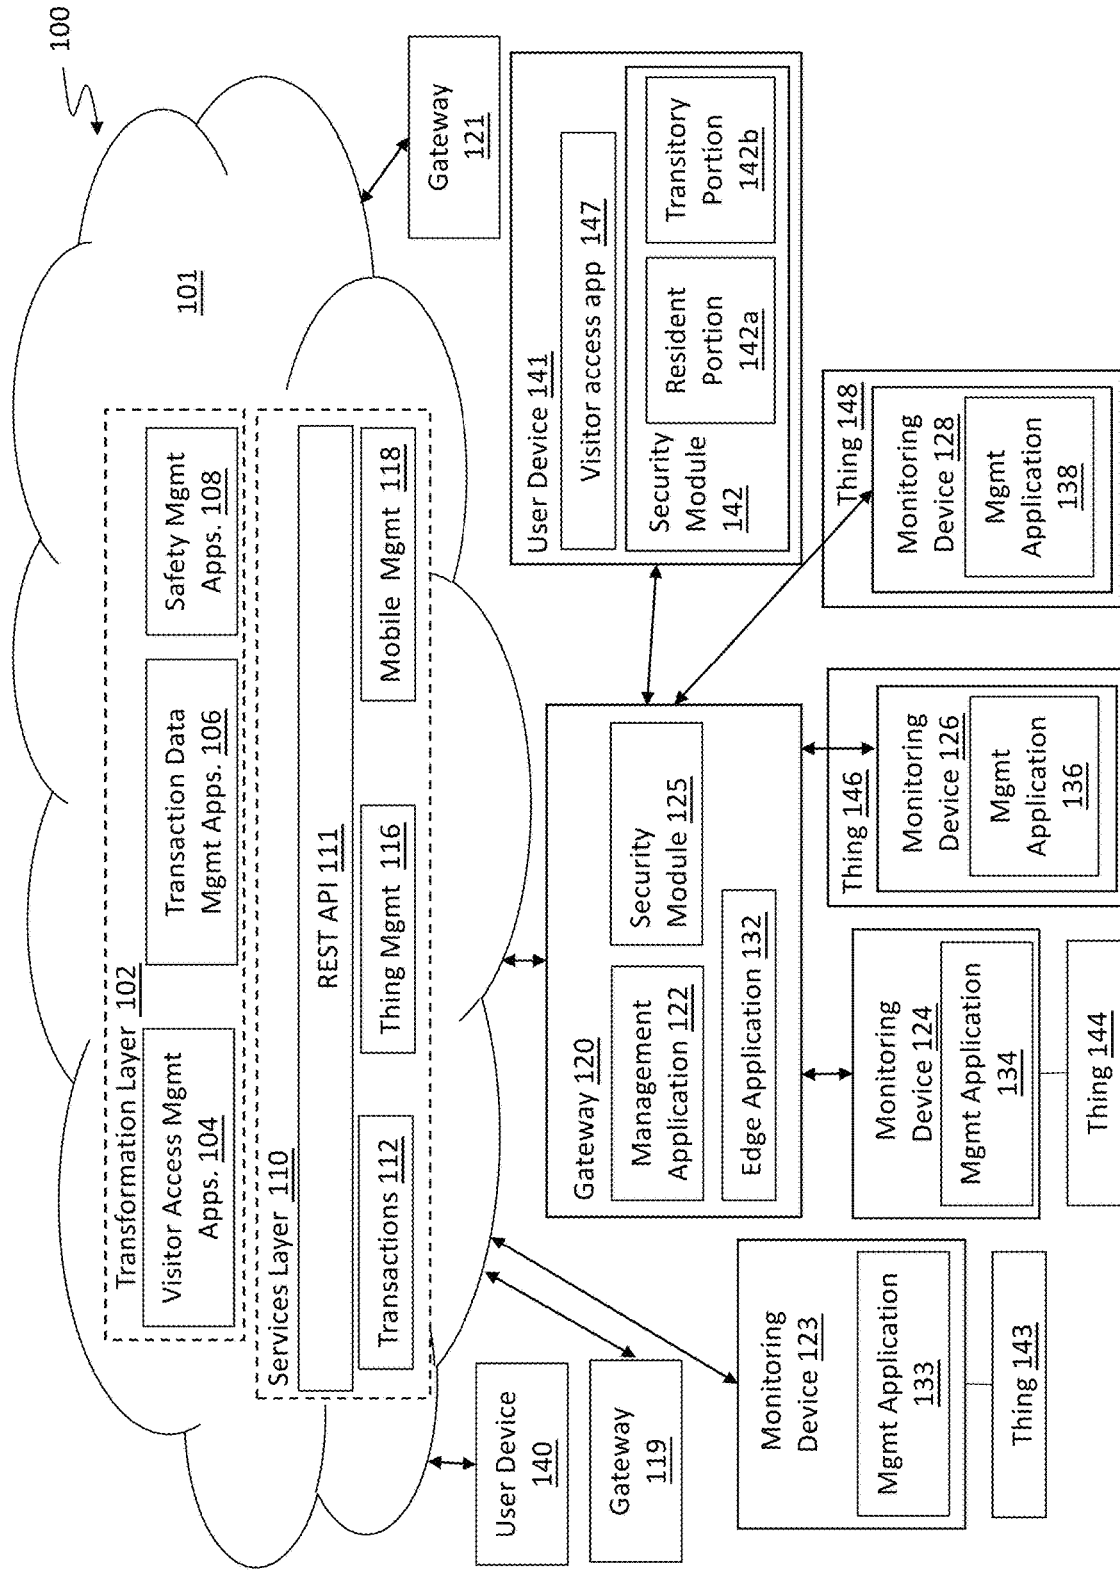 100
101
Transformation Layer 102
Visitor Access Mgmt
Apps. 104
Transaction Data
Mgmt Apps. 106
Safety Mgmt
Apps. 108
Services Layer 110
REST API 111
Transactions 112
Thing Mgmt 116
Mobile Mgmt 118
User Device
140
Gateway
119
Gateway
121
Gateway 120
Management
Application 122
Security
Module 125
Edge Application 132
User Device 141
Visitor access app 147
Security
Module
142
Resident
Portion
142a
Transitory
Portion
142b
Monitoring
Device 123
Mgmt Application
133
Thing 143
Monitoring
Device 124
Mgmt Application
134
Thing 144
Thing 146
Monitoring
Device 126
Mgmt
Application
136
Thing 148
Monitoring
Device 128
Mgmt
Application
138